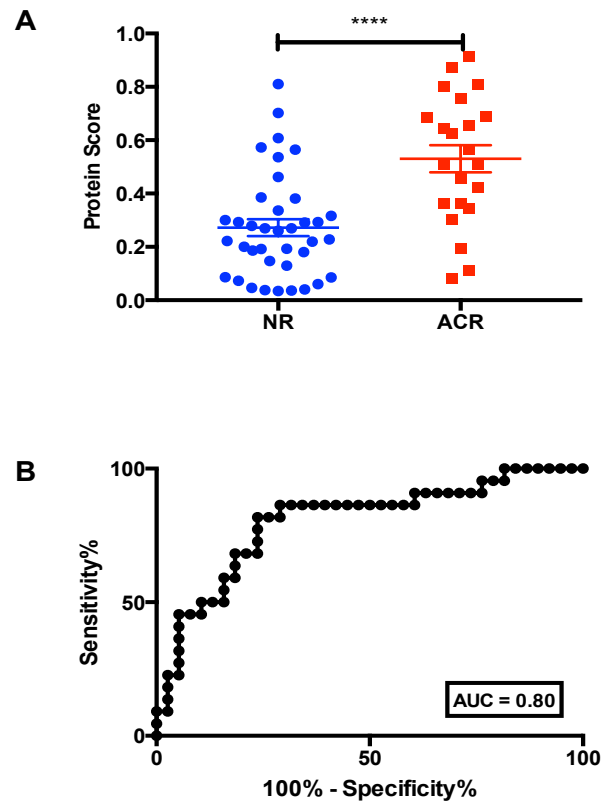 A
****
Protein Score
1.0
0.8
0.6
0.4
0.2
0.0
NR
ACR
B
Sensitivity%
100
50
0
AUC = 0.80
0
50
100
100% - Specificity%